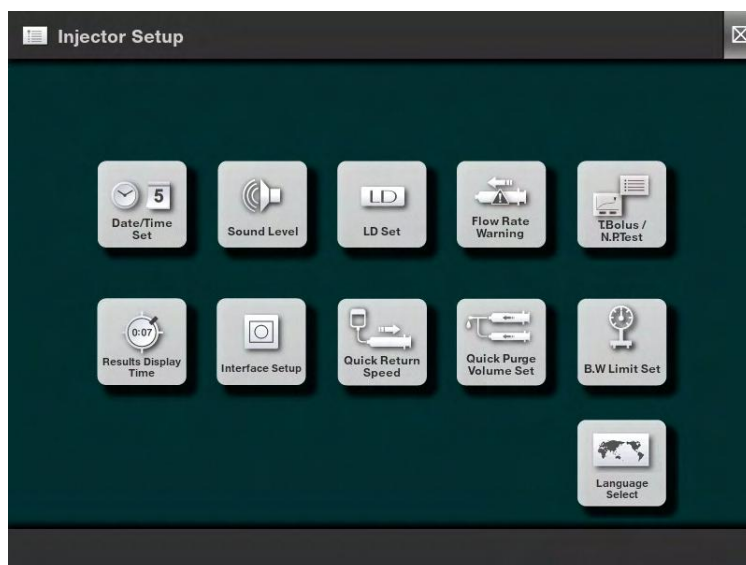 Injector Setup
5
Date/Time
Set
Sound Level
LD
LD Set
Flow Rate
Warning
T.Bolus /
N.P.Test
0:07
Results Display
Time
Interface Setup
Quick Return
Speed
Quick Purge
Volume Set
B.W Limit Set
Language
Select